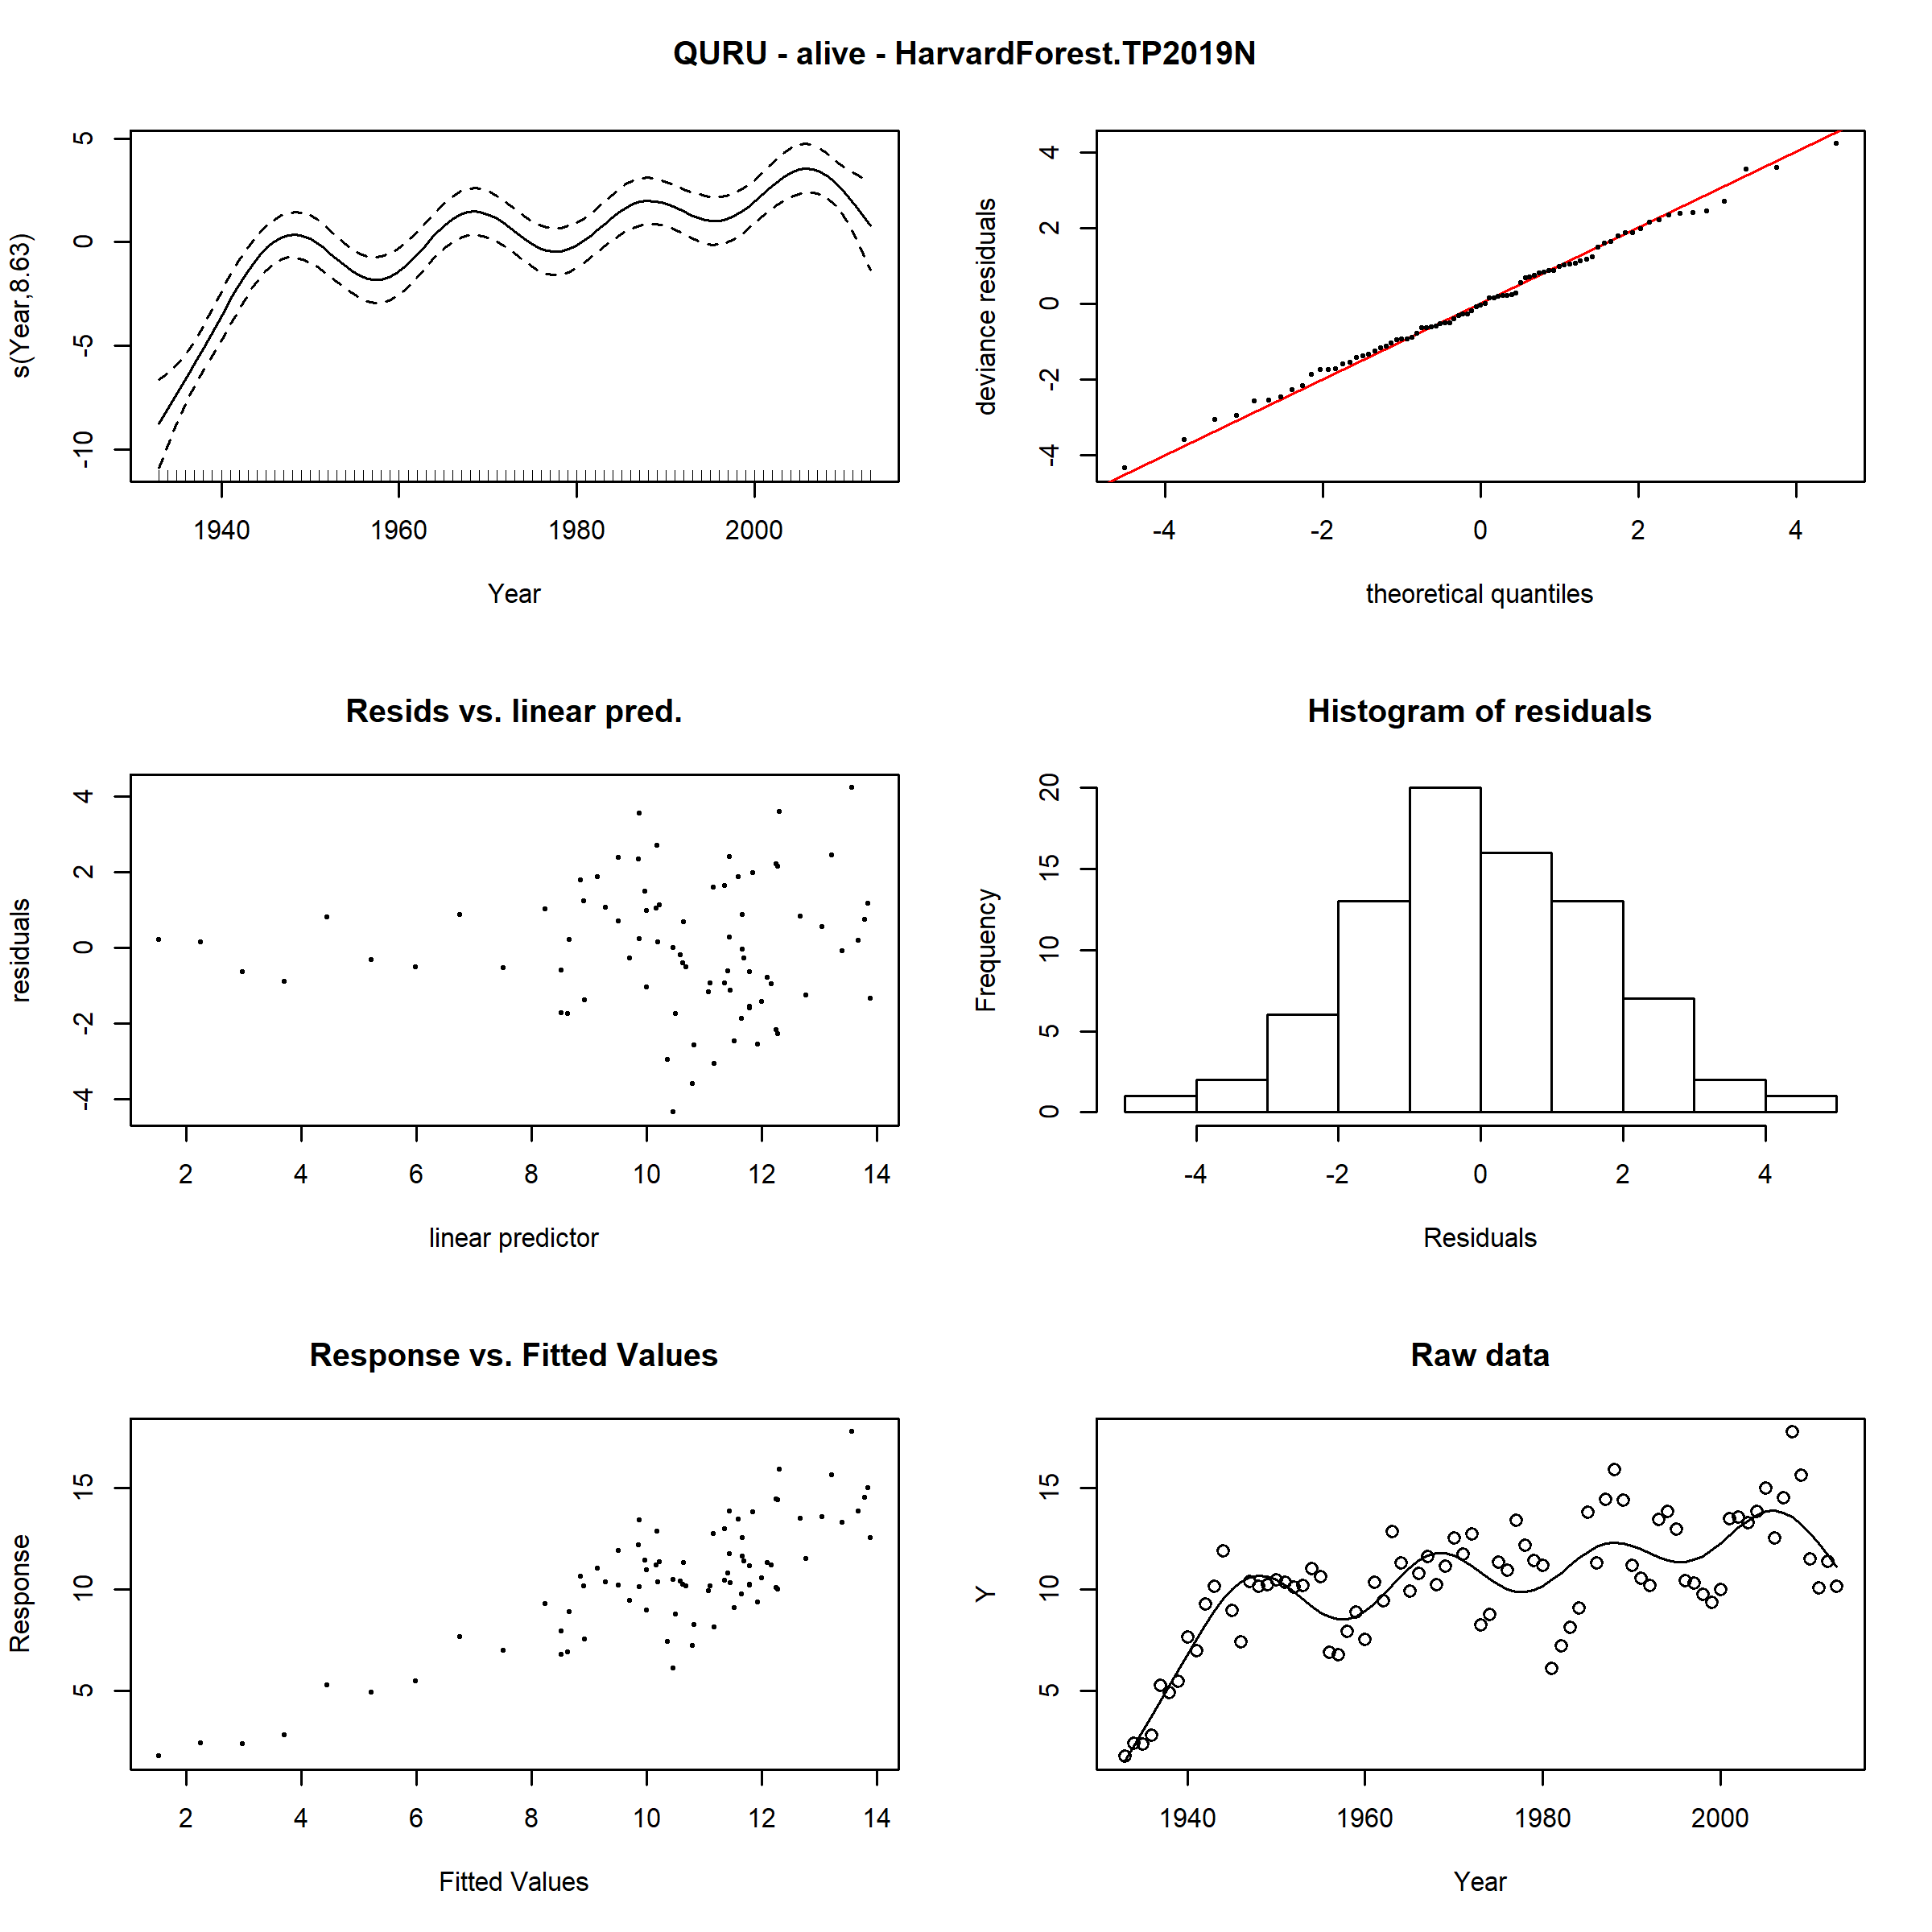 QURU - alive - HarvardForest.TP2019N
s(Year,8.63)
5
0
-5
-10
1940 1960 1980 2000
Year
deviance residuals
4
2
0
-2
-4
-4 -2 0 2 4
theoretical quantiles
Resids vs. linear pred.
residuals
4
2
0
-2
-4
2 4 6 8 10 12 14
linear predictor
Histogram of residuals
Frequency
20
15
10
5
0
-4 -2 0 2 4
Residuals
Response vs. Fitted Values
Response
15
10
5
2 4 6 8 10 12 14
Fitted Values
Raw data
Y
15
10
5
1940 1960 1980 2000
Year